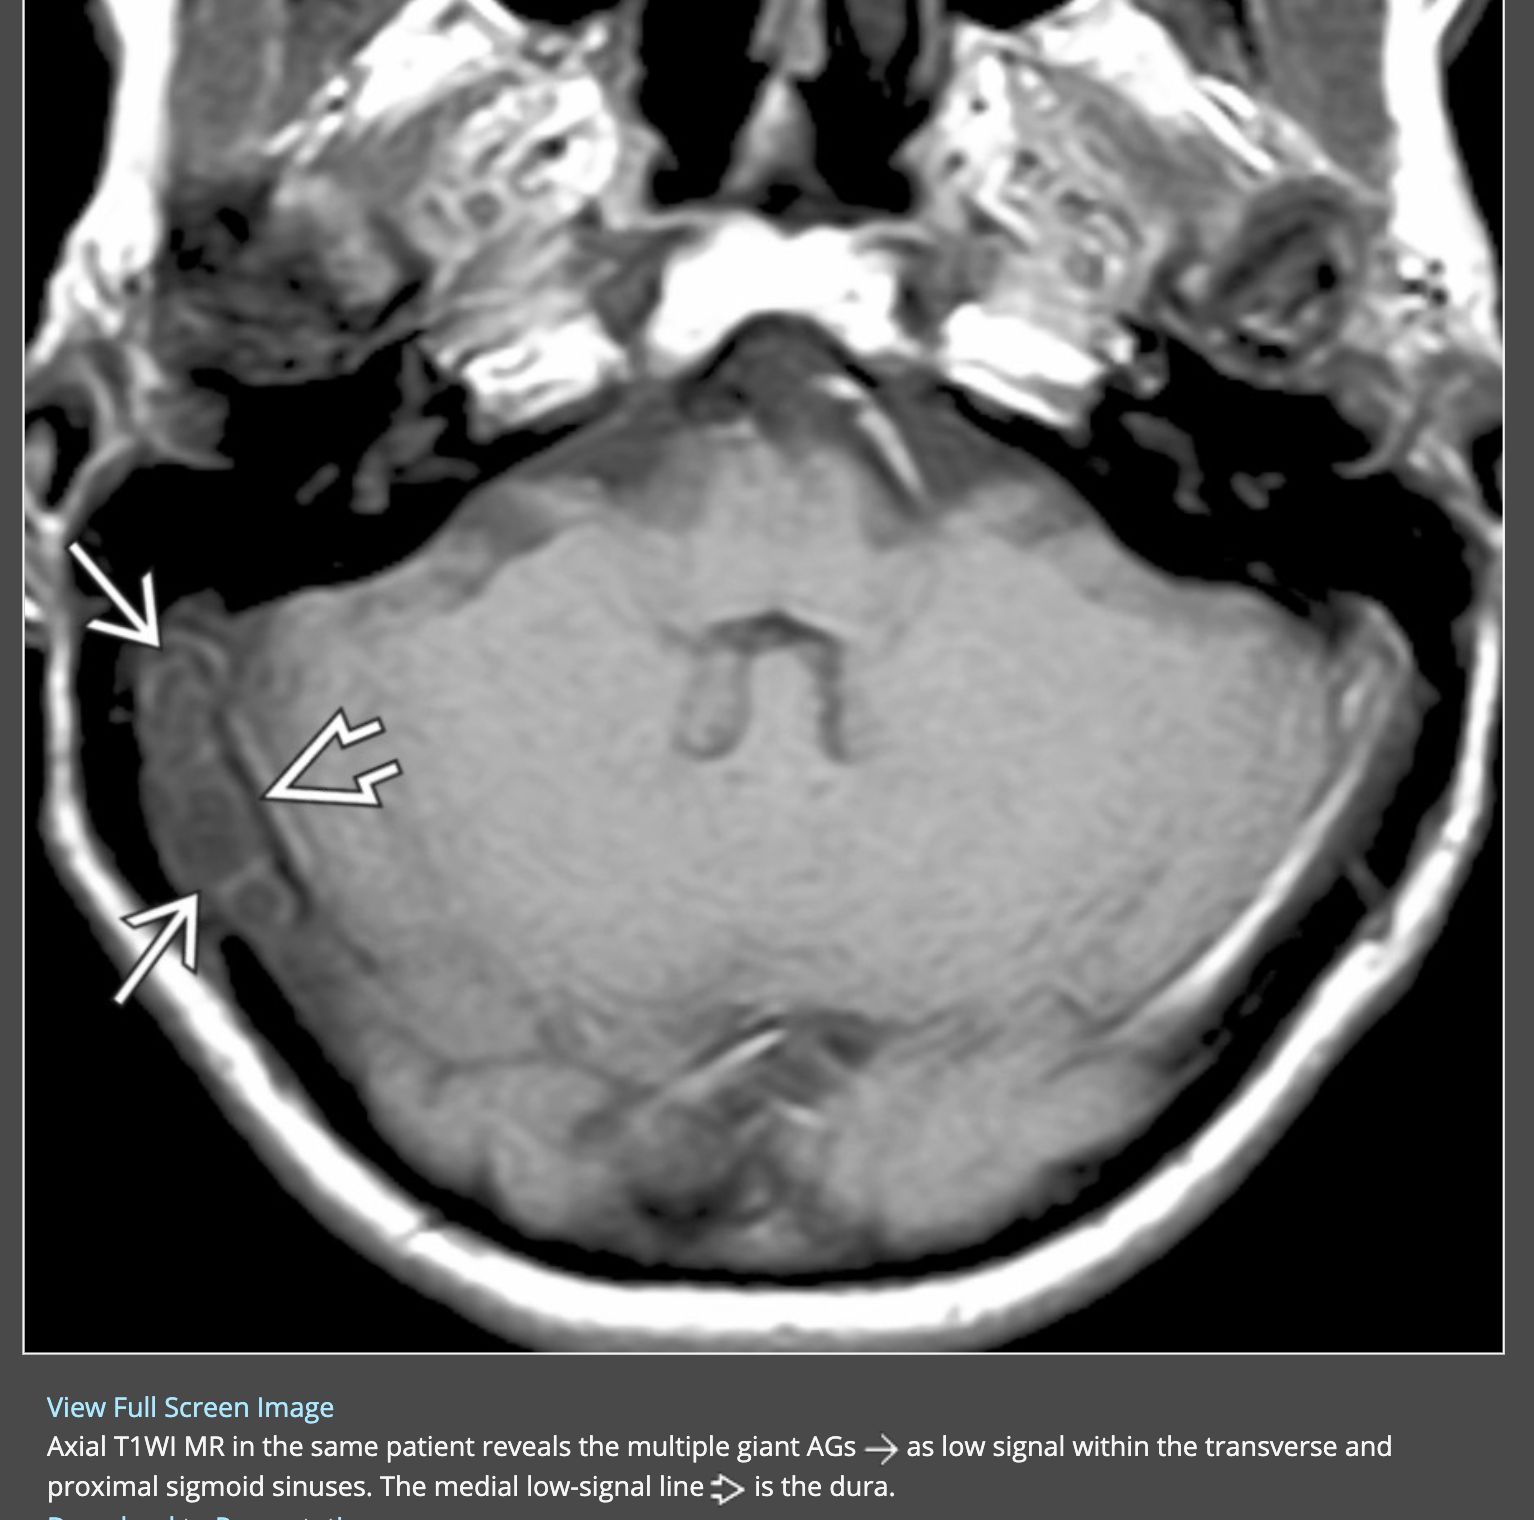 View Full Screen Image
Axial T1WI MR in the same patient reveals the multiple giant AGs → as low signal within the transverse and
proximal sigmoid sinuses. The medial low-signal line ⇨ is the dura.